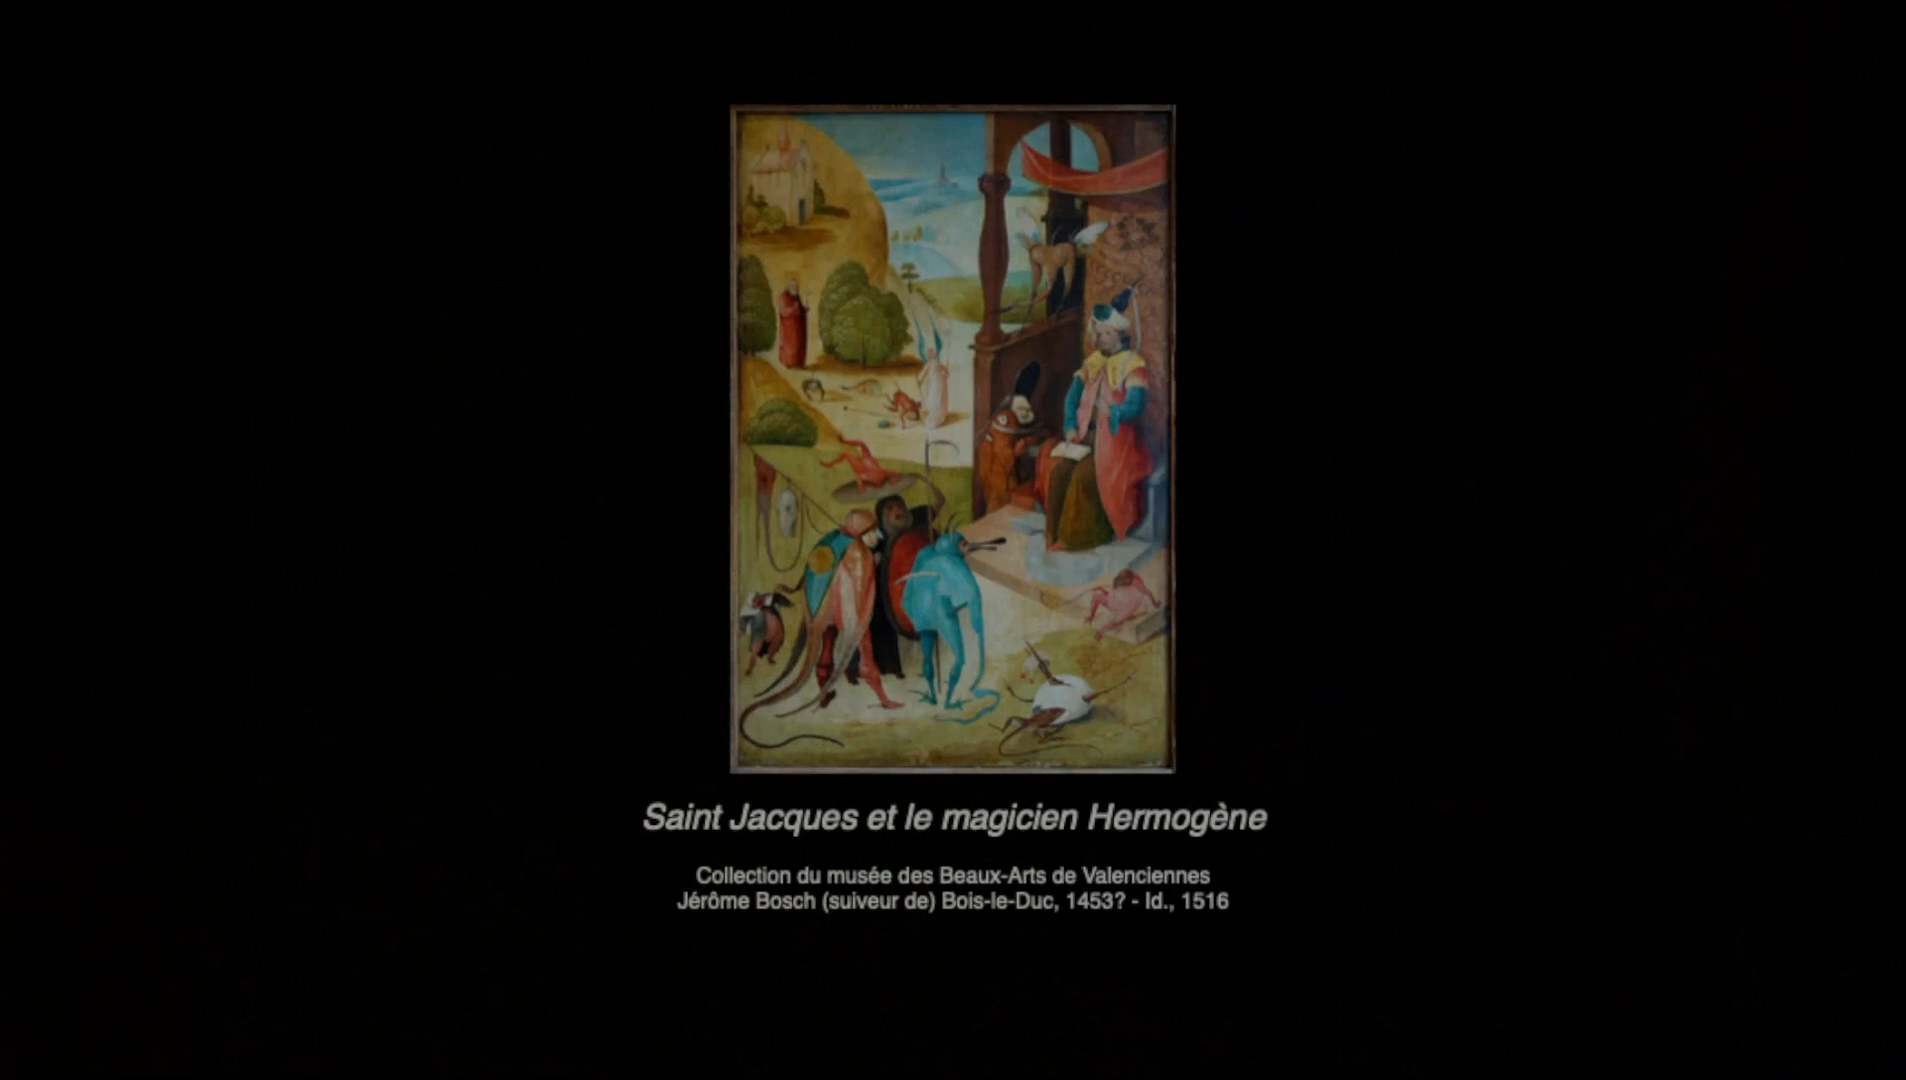 Saint Jacques et le magicien Hermogène
Collection du musée des Beaux-Arts de Valenciennes
Jérôme Bosch (suiveur de) Bois-le-Duc, 1453? - Id., 1516